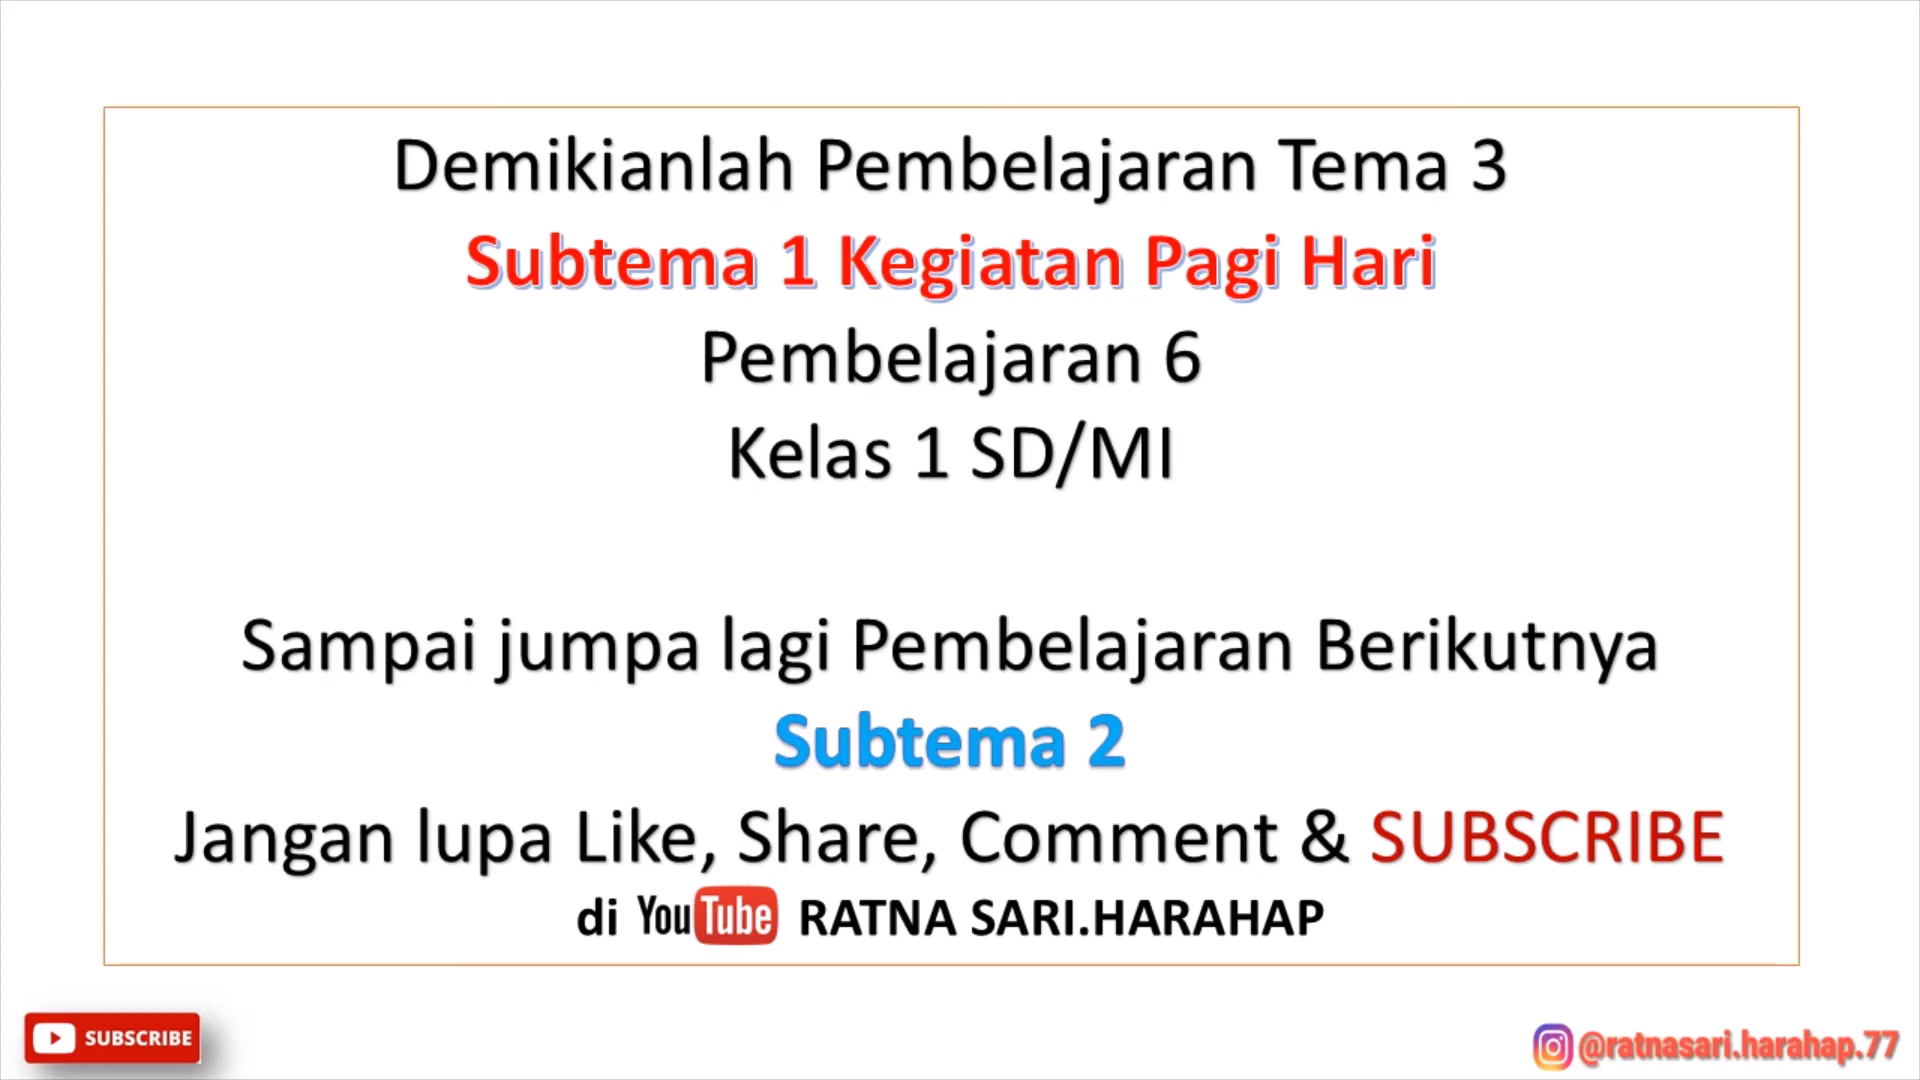 Demikianlah Pembelajaran Tema 3
Subtema 1 Kegiatan Pagi Hari
Pembelajaran 6
Kelas 1 SD/MI
Sampai jumpa lagi Pembelajaran Berikutnya
Subtema 2
Jangan lupa Like, Share, Comment & SUBSCRIBE
di YouTube RATNA SARI.HARAHAP
SUBSCRIBE
@ratnasari.harahap.77